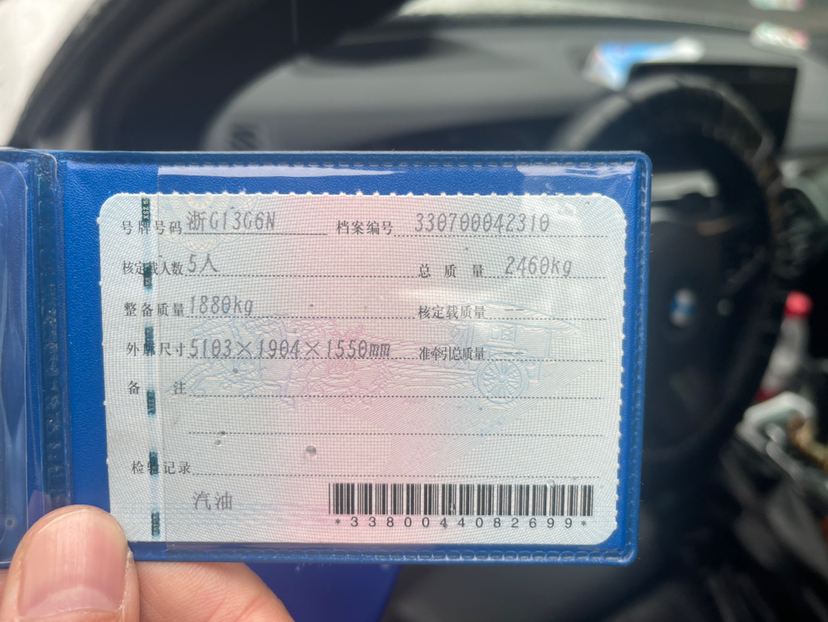 号牌号码 浙G13G6N 档案编号 330700042310
核定载人数 5人 总质量 2460kg
整备质量 1880kg 核定载质量 --
外廓尺寸 5103×1904×1550mm 准牵引总质量 --
备注
检验记录
汽油
*3380044082699*